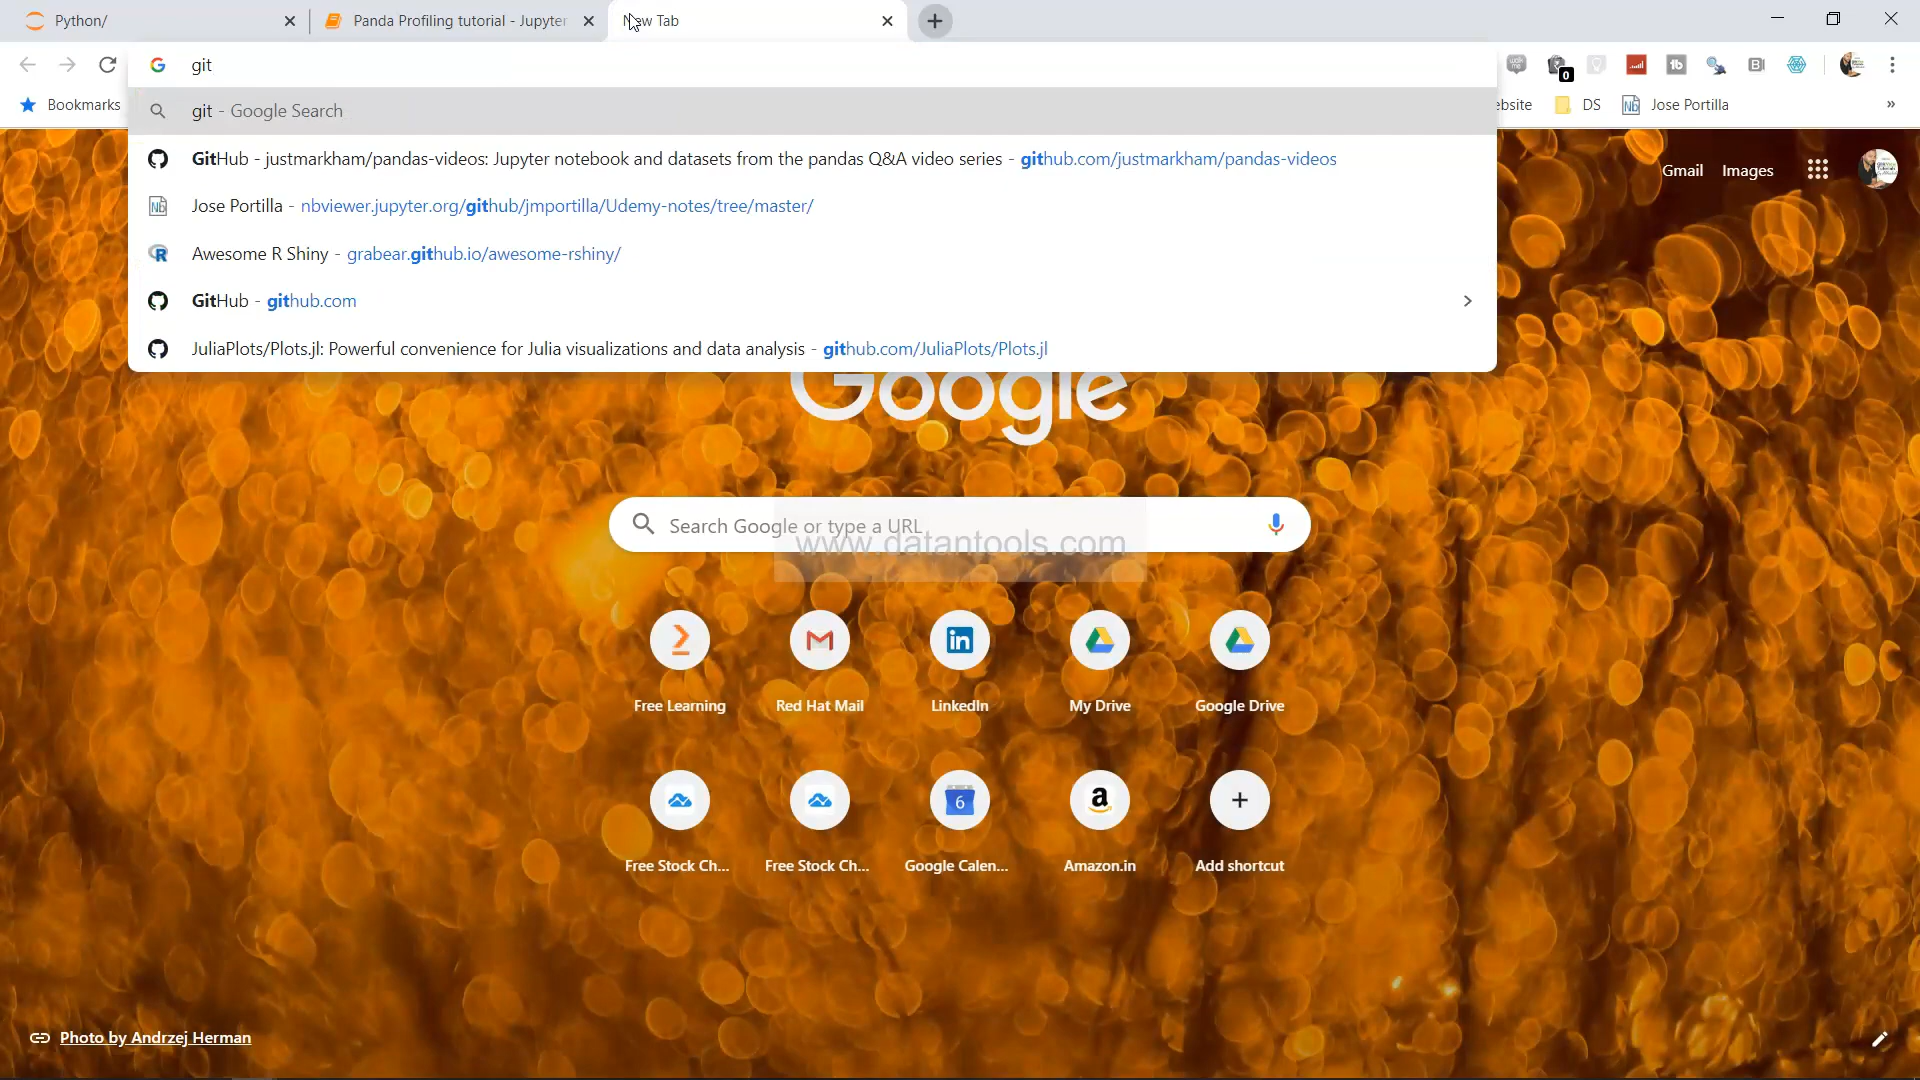 Python/
Panda Profiling tutorial - Jupyter
New Tab
git
Bookmarks
ebsite
DS
Jose Portilla
0
git - Google Search
GitHub - justmarkham/pandas-videos: Jupyter notebook and datasets from the pandas Q&A video series - github.com/justmarkham/pandas-videos
Jose Portilla - nbviewer.jupyter.org/github/jmportilla/Udemy-notes/tree/master/
Awesome R Shiny - grabear.github.io/awesome-rshiny/
GitHub - github.com
JuliaPlots/Plots.jl: Powerful convenience for Julia visualizations and data analysis - github.com/JuliaPlots/Plots.jl
Gmail Images
Google
Search Google or type a URL
www.datantools.com
Free Learning
Red Hat Mail
LinkedIn
My Drive
Google Drive
6
Free Stock Ch...
Free Stock Ch...
Google Calen...
Amazon.in
Add shortcut
Photo by Andrzej Herman